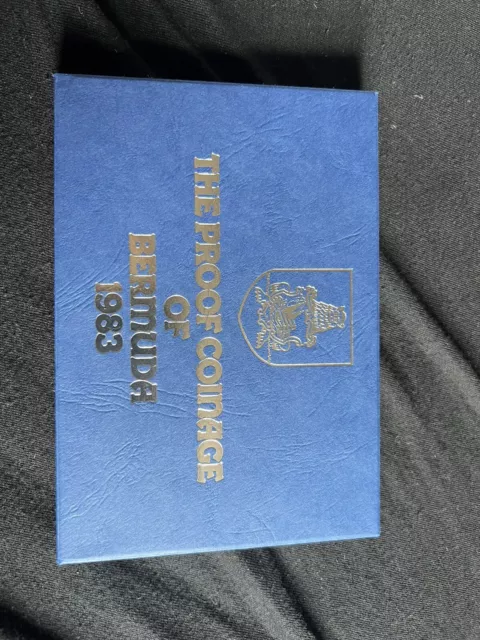 THE PROOF COINAGE
OF
BERMUDA
1983